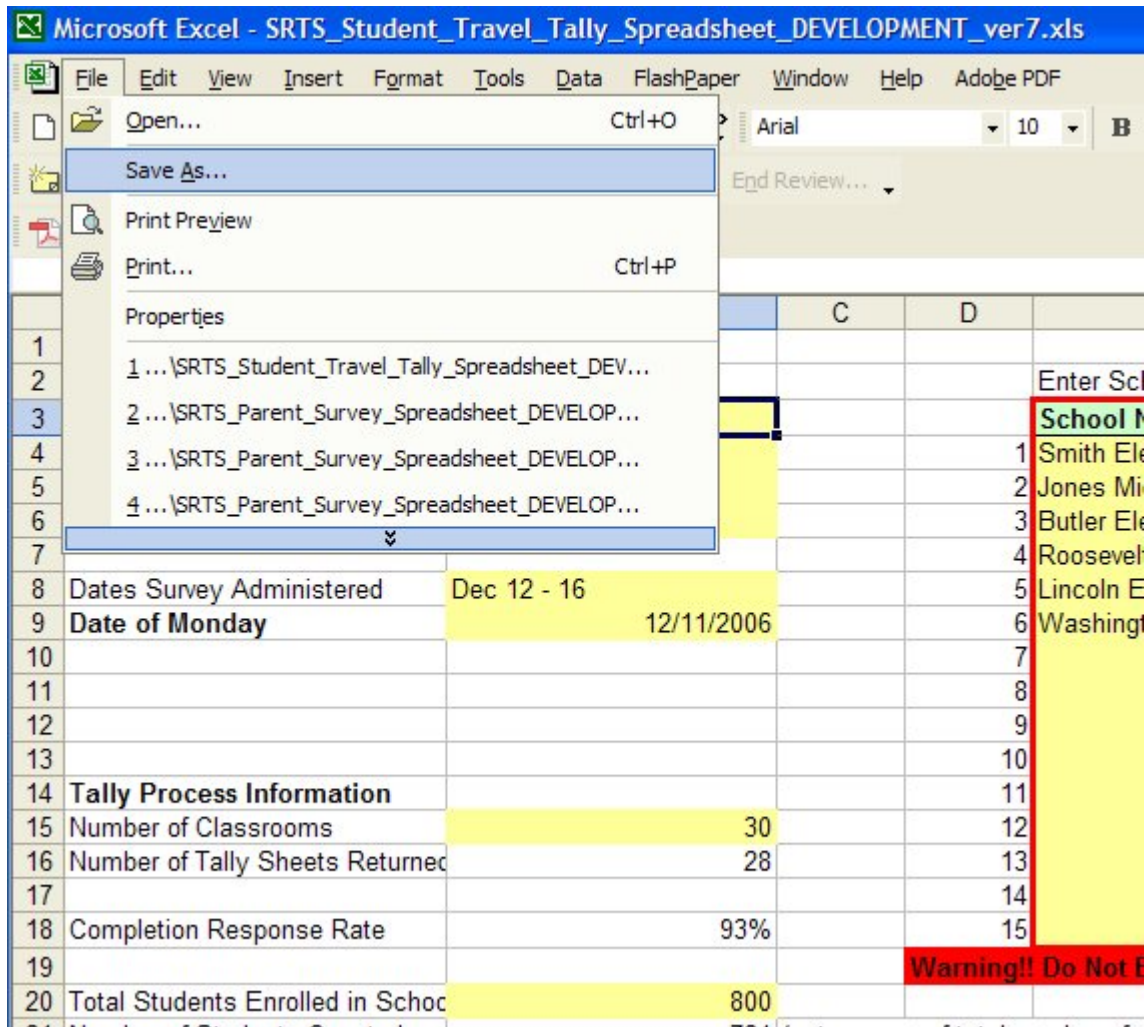 Microsoft Excel - SRTS_Student_Travel_Tally_Spreadsheet_DEVELOPMENT_ver7.xls
File Edit View Insert Format Tools Data FlashPaper Window Help Adobe PDF
Open... Ctrl+O
Arial 10 B
Save As...
End Review...
Print Preview
Print... Ctrl+P
Properties
C D
1 ...\SRTS_Student_Travel_Tally_Spreadsheet_DEV...
2 ...\SRTS_Parent_Survey_Spreadsheet_DEVELOP...
3 ...\SRTS_Parent_Survey_Spreadsheet_DEVELOP...
4 ...\SRTS_Parent_Survey_Spreadsheet_DEVELOP...
1
2 Enter Sch
3 School N
4 1 Smith Ele
5 2 Jones Mi
6 3 Butler Ele
7 4 Roosevel
8 Dates Survey Administered Dec 12 - 16 5 Lincoln E
9 Date of Monday 12/11/2006 6 Washingt
10 7
11 8
12 9
13 10
14 Tally Process Information 11
15 Number of Classrooms 30 12
16 Number of Tally Sheets Returned 28 13
17 14
18 Completion Response Rate 93% 15
19 Warning!! Do Not E
20 Total Students Enrolled in Schoo 800